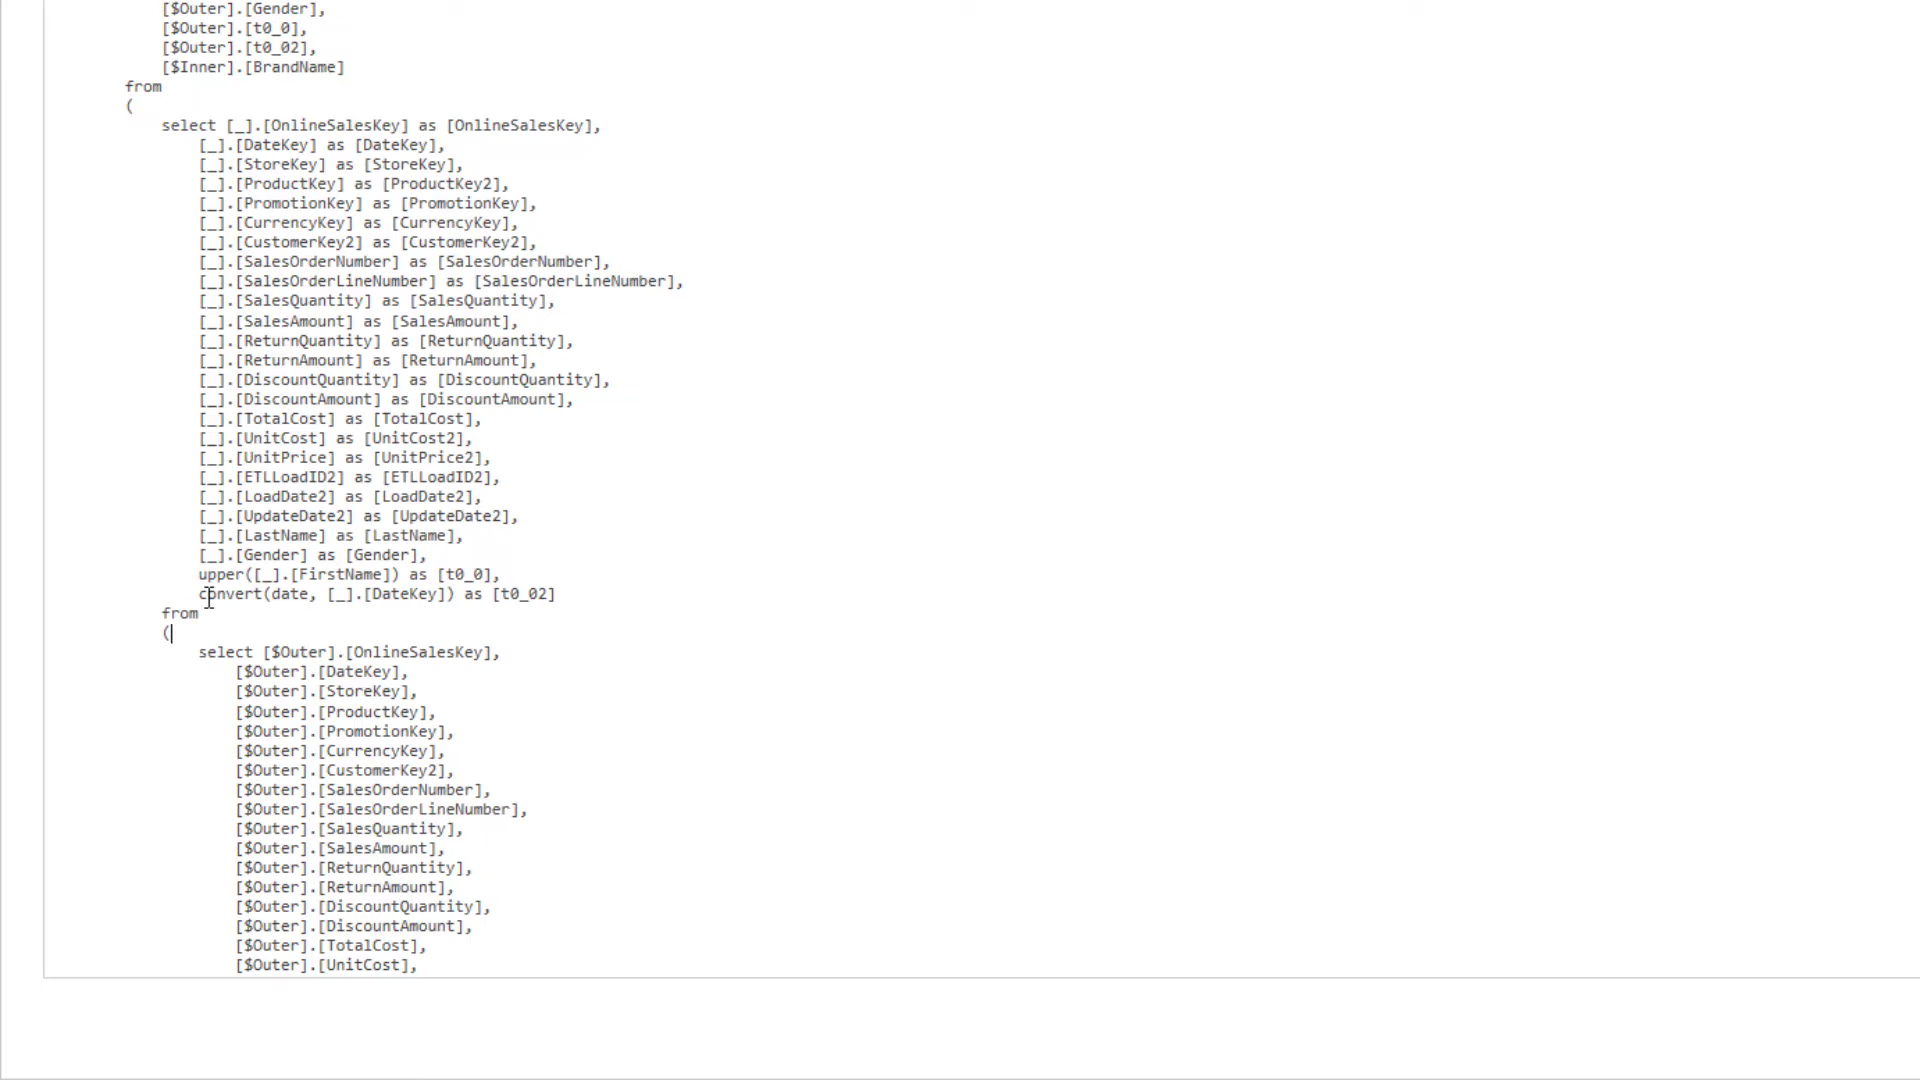 [$Outer].[Gender],
[$Outer].[t0_0],
[$Outer].[t0_02],
[$Inner].[BrandName]
from
(
select [_].[OnlineSalesKey] as [OnlineSalesKey],
[_].[DateKey] as [DateKey],
[_].[StoreKey] as [StoreKey],
[_].[ProductKey] as [ProductKey2],
[_].[PromotionKey] as [PromotionKey],
[_].[CurrencyKey] as [CurrencyKey],
[_].[CustomerKey2] as [CustomerKey2],
[_].[SalesOrderNumber] as [SalesOrderNumber],
[_].[SalesOrderLineNumber] as [SalesOrderLineNumber],
[_].[SalesQuantity] as [SalesQuantity],
[_].[SalesAmount] as [SalesAmount],
[_].[ReturnQuantity] as [ReturnQuantity],
[_].[ReturnAmount] as [ReturnAmount],
[_].[DiscountQuantity] as [DiscountQuantity],
[_].[DiscountAmount] as [DiscountAmount],
[_].[TotalCost] as [TotalCost],
[_].[UnitCost] as [UnitCost2],
[_].[UnitPrice] as [UnitPrice2],
[_].[ETLLoadID2] as [ETLLoadID2],
[_].[LoadDate2] as [LoadDate2],
[_].[UpdateDate2] as [UpdateDate2],
[_].[LastName] as [LastName],
[_].[Gender] as [Gender],
upper([_].[FirstName]) as [t0_0],
convert(date, [_].[DateKey]) as [t0_02]
from
(
select [$Outer].[OnlineSalesKey],
[$Outer].[DateKey],
[$Outer].[StoreKey],
[$Outer].[ProductKey],
[$Outer].[PromotionKey],
[$Outer].[CurrencyKey],
[$Outer].[CustomerKey2],
[$Outer].[SalesOrderNumber],
[$Outer].[SalesOrderLineNumber],
[$Outer].[SalesQuantity],
[$Outer].[SalesAmount],
[$Outer].[ReturnQuantity],
[$Outer].[ReturnAmount],
[$Outer].[DiscountQuantity],
[$Outer].[DiscountAmount],
[$Outer].[TotalCost],
[$Outer].[UnitCost],